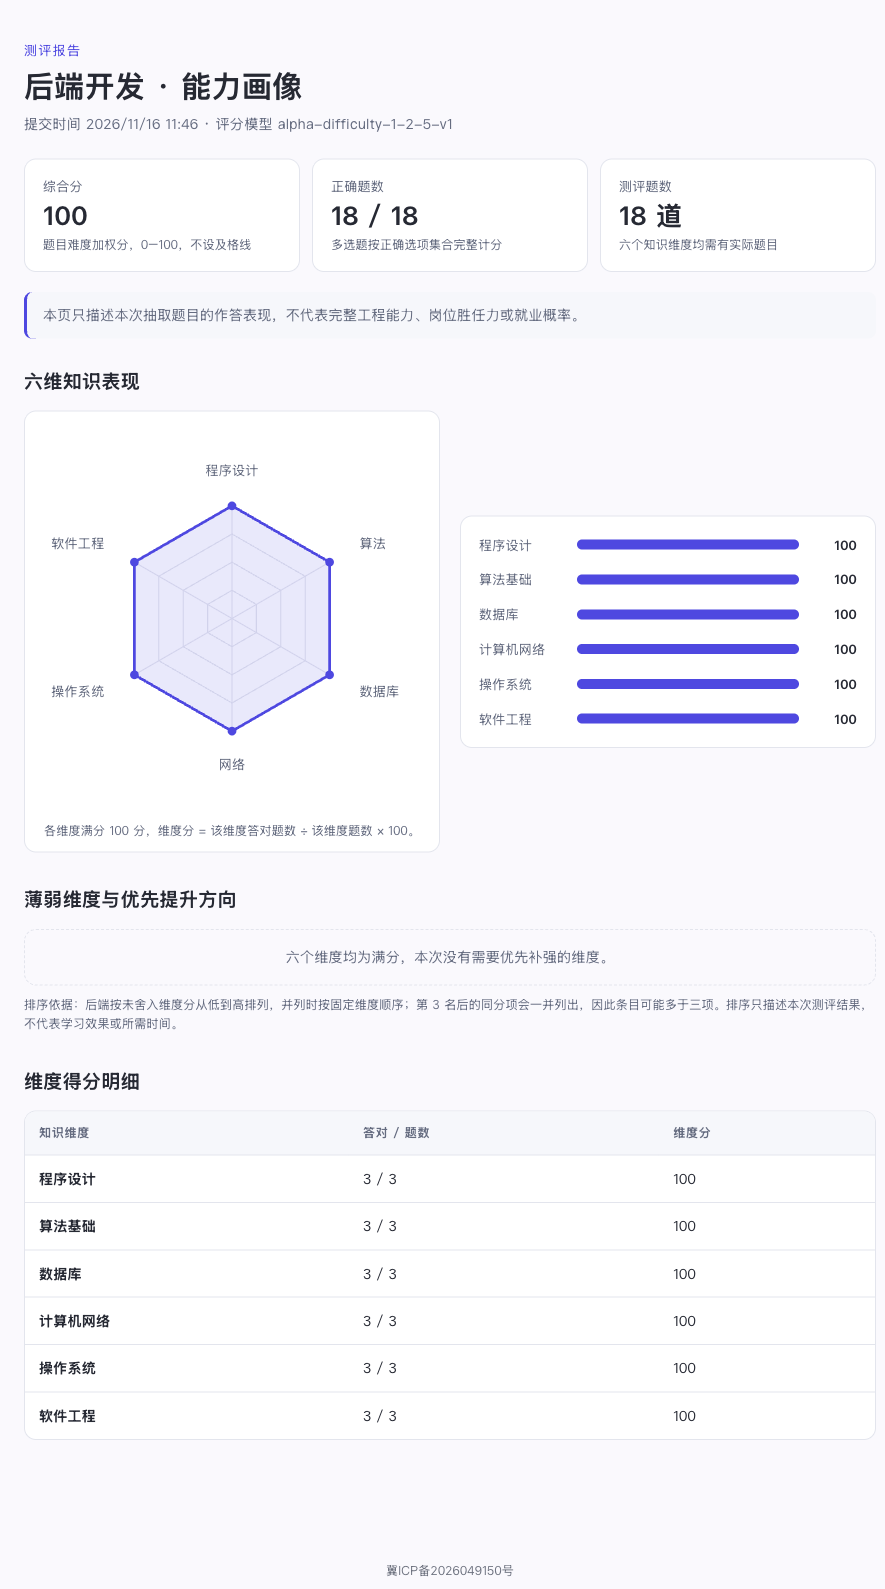 测评报告
后端开发 · 能力画像
提交时间 2026/11/16 11:46 · 评分模型 alpha-difficulty-1-2-5-v1
综合分
100
题目难度加权分，0—100，不设及格线
正确题数
18 / 18
多选题按正确选项集合完整计分
测评题数
18 道
六个知识维度均需有实际题目
本页只描述本次抽取题目的作答表现，不代表完整工程能力、岗位胜任力或就业概率。
六维知识表现
程序设计
软件工程
算法
操作系统
数据库
网络
各维度满分 100 分，维度分 = 该维度答对题数 ÷ 该维度题数 × 100。
程序设计 100
算法基础 100
数据库 100
计算机网络 100
操作系统 100
软件工程 100
薄弱维度与优先提升方向
六个维度均为满分，本次没有需要优先补强的维度。
排序依据：后端按未舍入维度分从低到高排列，并列时按固定维度顺序；第 3 名后的同分项会一并列出，因此条目可能多于三项。排序只描述本次测评结果，
不代表学习效果或所需时间。
维度得分明细
知识维度 答对 / 题数 维度分
程序设计 3 / 3 100
算法基础 3 / 3 100
数据库 3 / 3 100
计算机网络 3 / 3 100
操作系统 3 / 3 100
软件工程 3 / 3 100
冀ICP备2026049150号